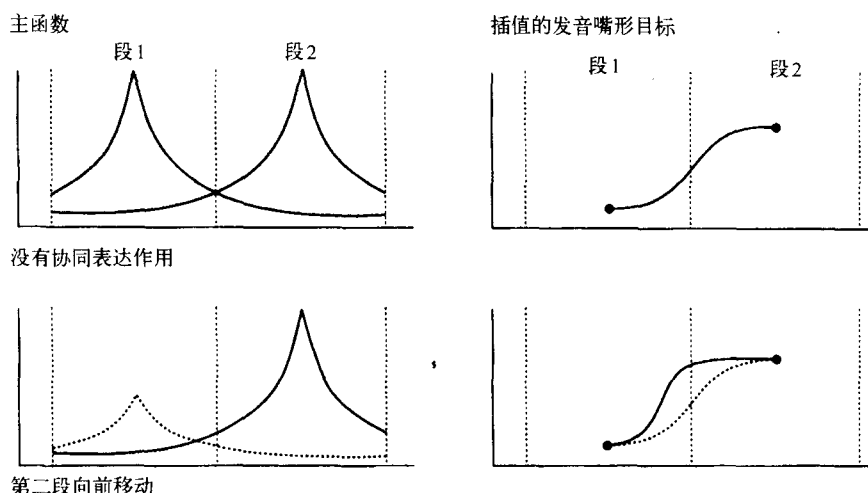 主函数
插值的发音嘴形目标
段1
段2
段1
段2
没有协同表达作用
第二段向前移动